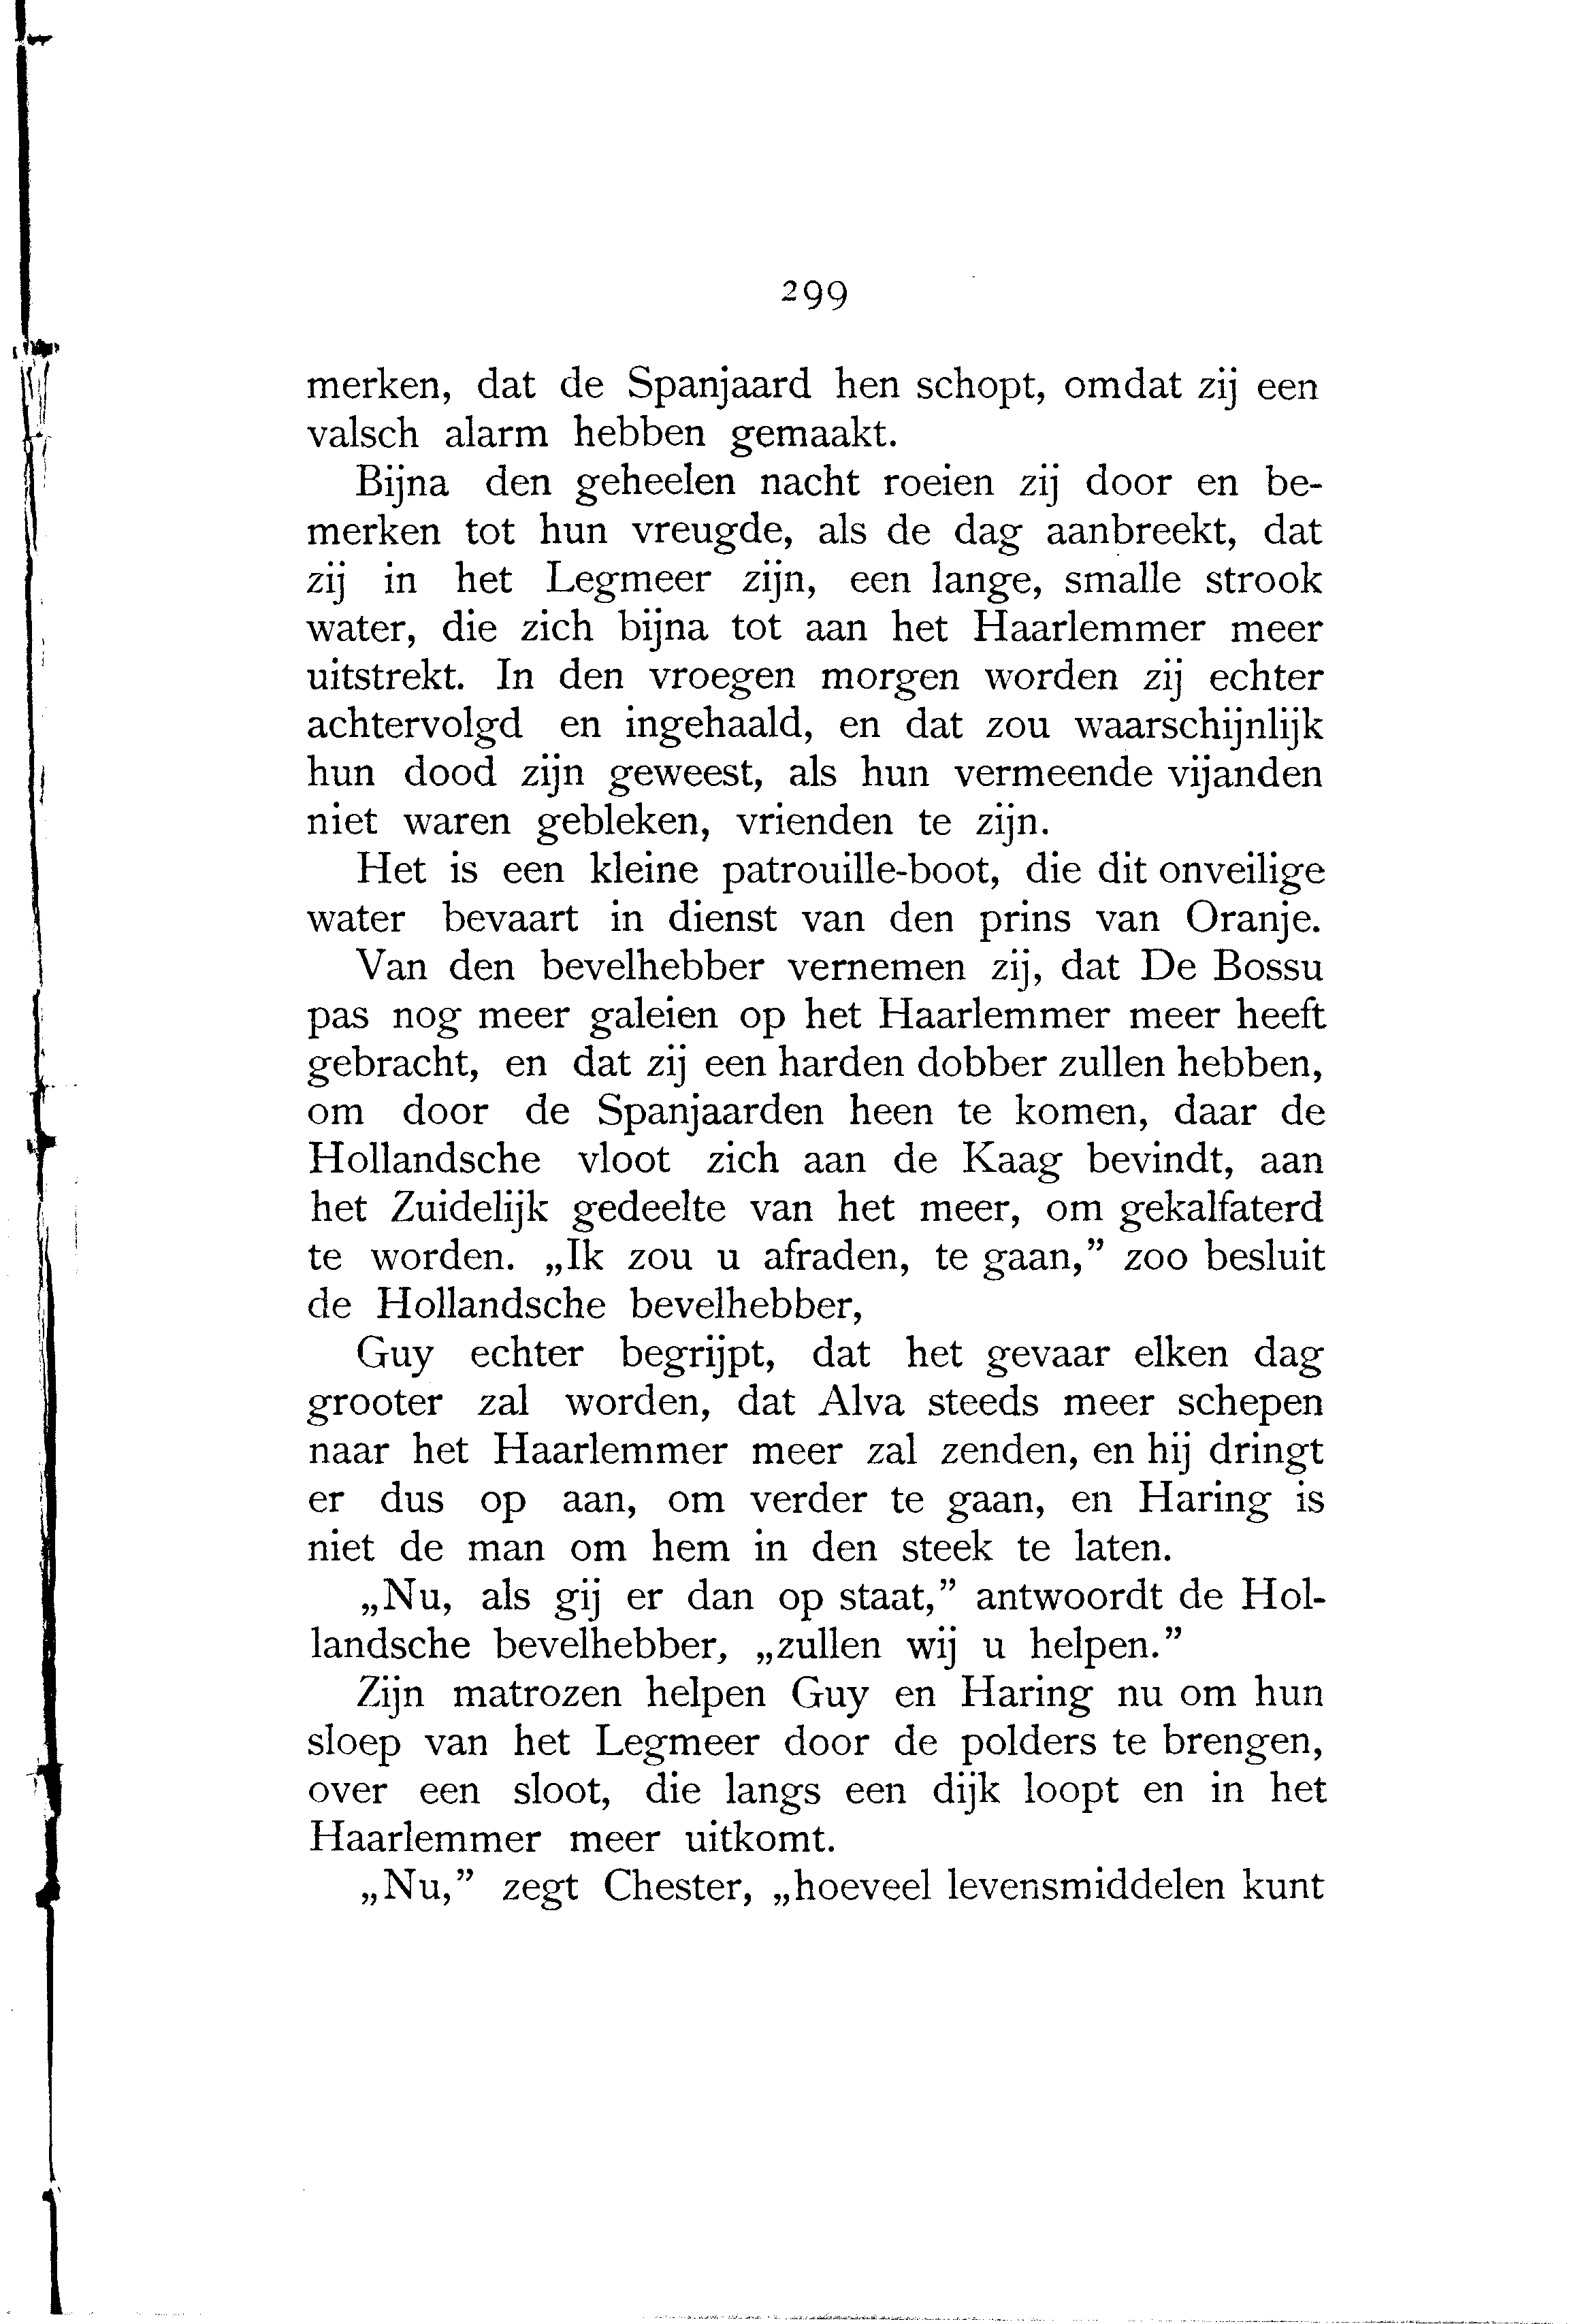 299
merken, dat de Spanjaard hen schopt, omdat zij een
valsch alarm hebben gemaakt.
Bijna den geheelen nacht roeien zij door en be-
merken tot hun vreugde, als de dag aanbreekt, dat
zij in het Legmeer zijn, een lange, smalle strook
water, die zich bijna tot aan het Haarlemmer meer
uitstrekt. In den vroegen morgen worden zij echter
achtervolgd en ingehaald, en dat zou waarschijnlijk
hun dood zijn geweest, als hun vermeende vijanden
niet waren gebleken, vrienden te zijn.
Het is een kleine patrouille-boot, die dit onveilige
water bevaart in dienst van den prins van Oranje.
Van den bevelhebber vernemen zij, dat De Bossu
pas nog meer galeien op het Haarlemmer meer heeft
gebracht, en dat zij een harden dobber zullen hebben,
om door de Spanjaarden heen te komen, daar de
Hollandsche vloot zich aan de Kaag bevindt, aan
het Zuidelijk gedeelte van het meer, om gekalfaterd
te worden. „Ik zou u afraden, te gaan,” zoo besluit
de Hollandsche bevelhebber,
Guy echter begrijpt, dat het gevaar elken dag
grooter zal worden, dat Alva steeds meer schepen
naar het Haarlemmer meer zal zenden, en hij dringt
er dus op aan, om verder te gaan, en Haring is
niet de man om hem in den steek te laten.
„Nu, als gij er dan op staat,” antwoordt de Hol-
landsche bevelhebber, „zullen wij u helpen.”
Zijn matrozen helpen Guy en Haring nu om hun
sloep van het Legmeer door de polders te brengen,
over een sloot, die langs een dijk loopt en in het
Haarlemmer meer uitkomt.
„Nu,” zegt Chester, „hoeveel levensmiddelen kunt